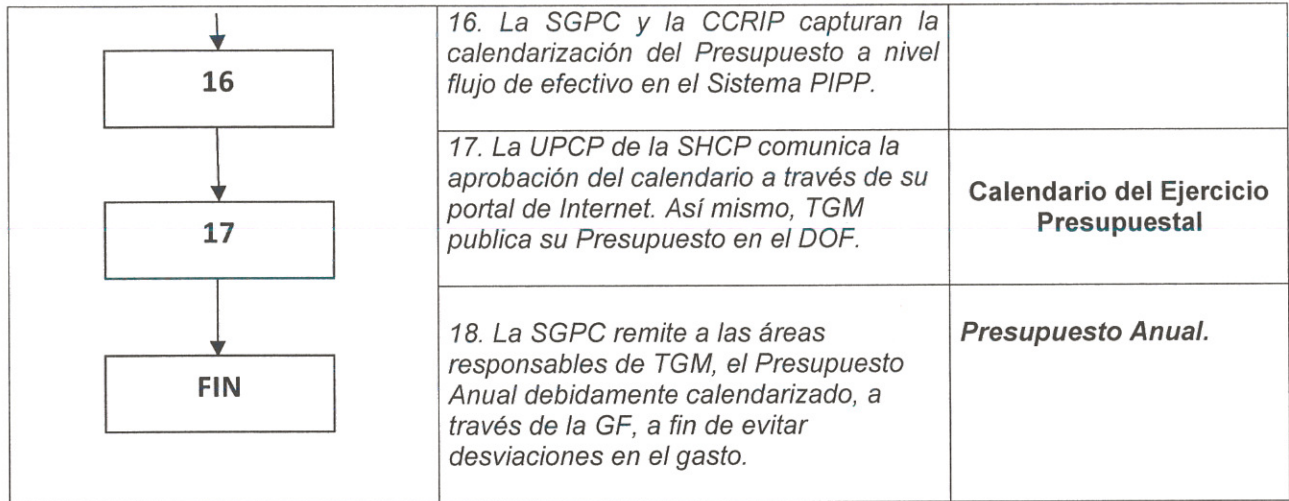 16
16. La SGPC y la CCRIP capturan la
calendarización del Presupuesto a nivel
flujo de efectivo en el Sistema PIPP.
17
17. La UPCP de la SHCP comunica la
aprobación del calendario a través de su
portal de Internet. Así mismo, TGM
publica su Presupuesto en el DOF.
Calendario del Ejercicio
Presupuestal
FIN
18. La SGPC remite a las áreas
responsables de TGM, el Presupuesto
Anual debidamente calendarizado, a
través de la GF, a fin de evitar
desviaciones en el gasto.
Presupuesto Anual.